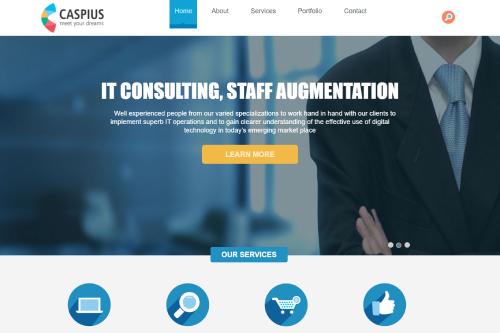 CASPIUS
meet your dreams
Home
About
Services
Portfolio
Contact
IT CONSULTING, STAFF AUGMENTATION
Well experienced people from our varied specializations to work hand in hand with our clients to
implement superb IT operations and to gain clearer understanding of the effective use of digital
technology in today's emerging market place
LEARN MORE
OUR SERVICES